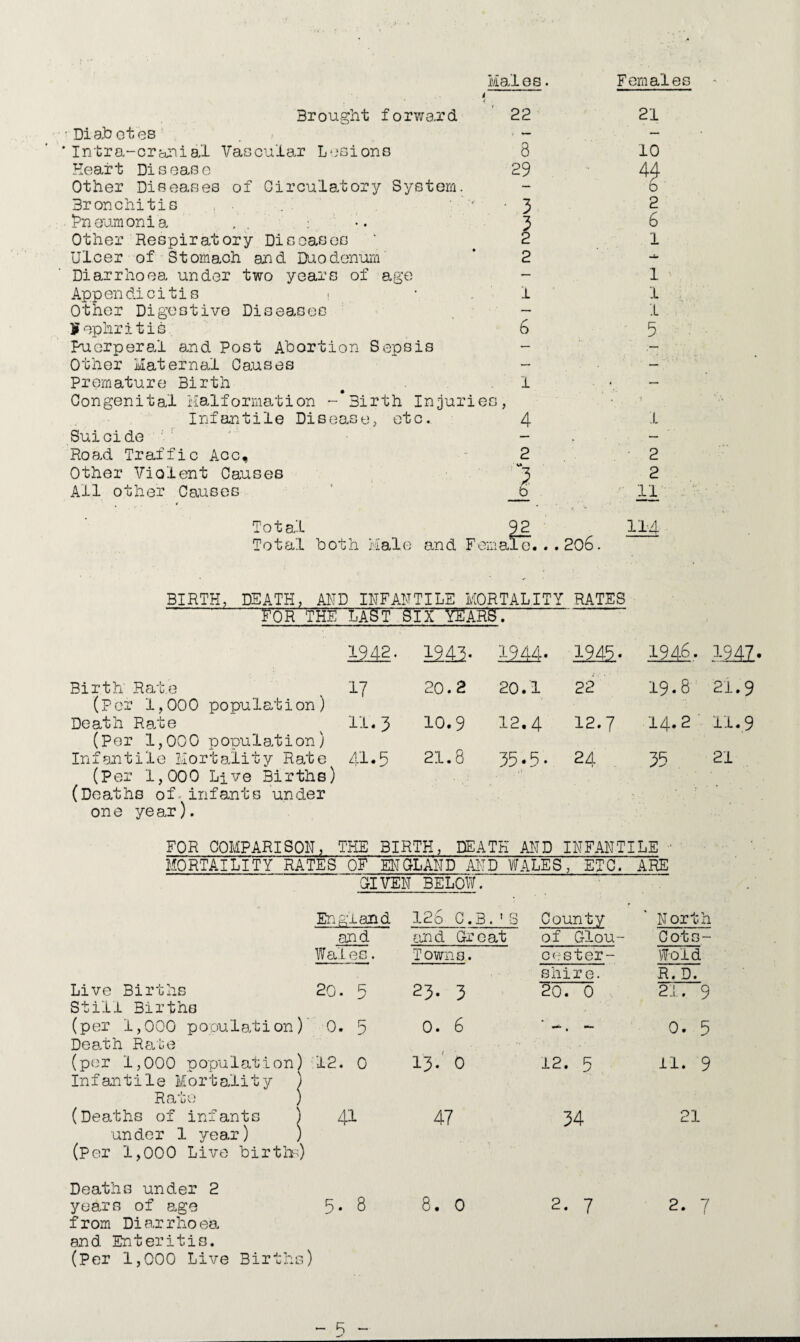 Males. Females
Brought forward 22 21
Diabetes - -
Intra-cranial Vascular Lesions 8 10
Heart Disease 29 44
Other Diseases of Circulatory System. - 6
Bronchitis 3 2
Pneumonia 3 6
Other Respiratory Diseases 2 1
Ulcer of Stomach and Duodenum 2 -
Diarrhoea under two years of age - 1
Appendicitis 1 1
Other Digestive Diseases - 1
Nephritis 6 5
Puerperal and Post Abortion Sepsis - -
Other Maternal Causes - -
Premature Birth 1 -
Congenital Malformation - Birth Injuries,
Infantile Disease, etc. 4 1
Suicide - -
Road Traffic Acc, 2 2
Other Violent Causes 3 2
All other Causes 6 11
Total 92 114
Total both Male and Female...206.
BIRTH, DEATH, AND INFANTILE MORTALITY RATES
FOR THE LAST SIX YEARS.
1942. 1943. 1944. 1945. 1946. 1947.
Birth Rate 17 20.2 20.1 22 19.8 21.9
(Per 1,000 population)
Death Rate 11.3 10.9 12.4 12.7 14.2 11.9
(Per 1,000 population)
Infantile Mortality Rate 41.5 21.8 35.5. 24 35 21
(Per 1,000 Live Births)
(Deaths of infants under
one year).
FOR COMPARISON, THE BIRTH, DEATH AND INFANTILE
MORTAILITY RATES OF ENGLAND AND WALES, ETC. ARE
GIVEN BELOW.
England 126 C.B.'S County North
and and Great of Glou- Cots-
Wales. Towns. cester- Wold
shire. R.D.
Live Births 20. 5 23. 3 20. 0 21. 9
Still Births
(per 1,000 population) 0. 5 0. 6 -. - 0. 5
Death Rate
(per 1,000 population) 12. 0 13. 0 12. 5 11. 9
Infantile Mortality )
Rate )
(Deaths of infants ) 41 47 34 21
under 1 year) )
(Per 1,000 Live births)
Deaths under 2
years of age 5. 8 8. 0 2. 7 2. 7
from Diarrhoea
and Enteritis.
(Per 1,000 Live Births)
- 5 -